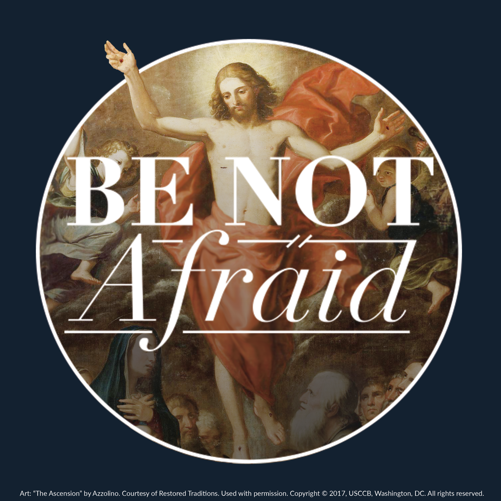 BE NOT
Afraid
Art: "The Ascension" by Azzolino. Courtesy of Restored Traditions. Used with permission. Copyright © 2017, USCCB, Washington, DC. All rights reserved.